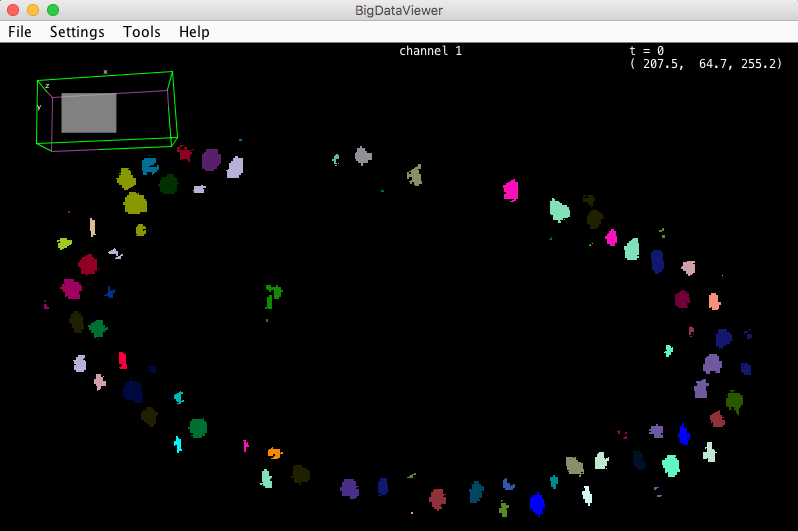 BigDataViewer
File Settings Tools Help
channel 1
t = 0
( 207.5, 64.7, 255.2)
x
z
y